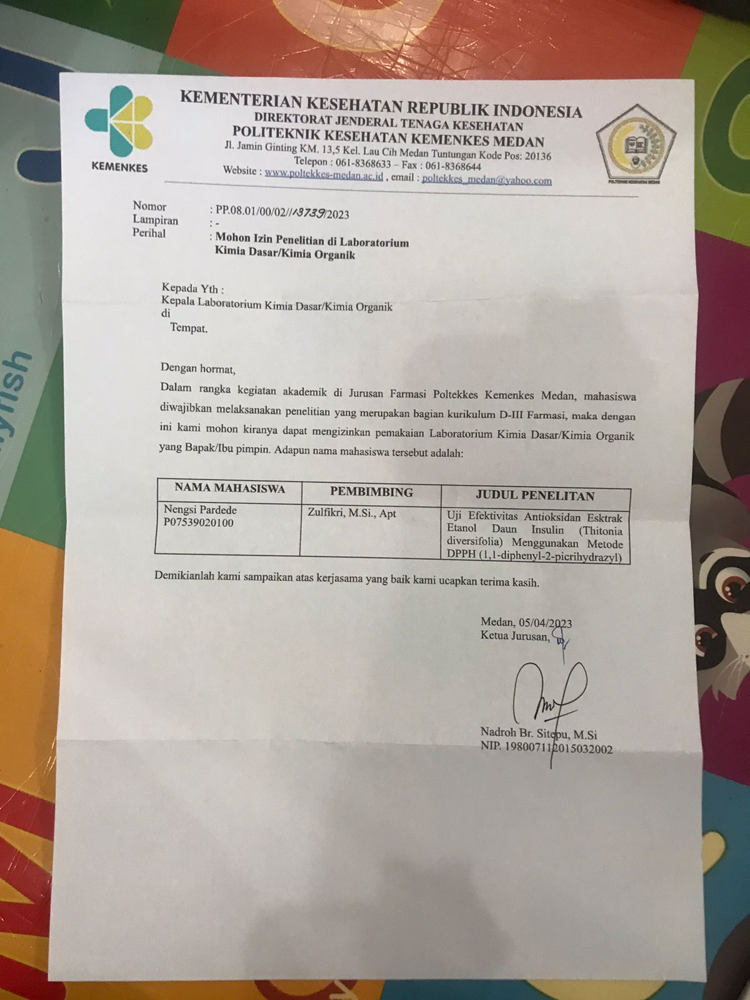 KEMENKES
KEMENTERIAN KESEHATAN REPUBLIK INDONESIA
DIREKTORAT JENDERAL TENAGA KESEHATAN
POLITEKNIK KESEHATAN KEMENKES MEDAN
Jl. Jamin Ginting KM. 13,5 Kel. Lau Cih Medan Tuntungan Kode Pos: 20136
Telepon : 061-8368633 – Fax : 061-8368644
Website : www.poltekkes-medan.ac.id , email : poltekkes_medan@yahoo.com
POLITEKNIK KESEHATAN MEDAN
Nomor : PP.08.01/00/02//13739/2023
Lampiran : -
Perihal : Mohon Izin Penelitian di Laboratorium
Kimia Dasar/Kimia Organik
Kepada Yth :
Kepala Laboratorium Kimia Dasar/Kimia Organik
di
Tempat.
Dengan hormat,
Dalam rangka kegiatan akademik di Jurusan Farmasi Poltekkes Kemenkes Medan, mahasiswa
diwajibkan melaksanakan penelitian yang merupakan bagian kurikulum D-III Farmasi, maka dengan
ini kami mohon kiranya dapat mengizinkan pemakaian Laboratorium Kimia Dasar/Kimia Organik
yang Bapak/Ibu pimpin. Adapun nama mahasiswa tersebut adalah:
NAMA MAHASISWA PEMBIMBING JUDUL PENELITAN
Nengsi Pardede
P07539020100
Zulfikri, M.Si., Apt
Uji Efektivitas Antioksidan Esktrak
Etanol Daun Insulin (Thitonia
diversifolia) Menggunakan Metode
DPPH (1,1-diphenyl-2-picrihydrazyl)
Demikianlah kami sampaikan atas kerjasama yang baik kami ucapkan terima kasih.
Medan, 05/04/2023
Ketua Jurusan,
Nadroh Br. Sitepu, M.Si
NIP. 198007112015032002